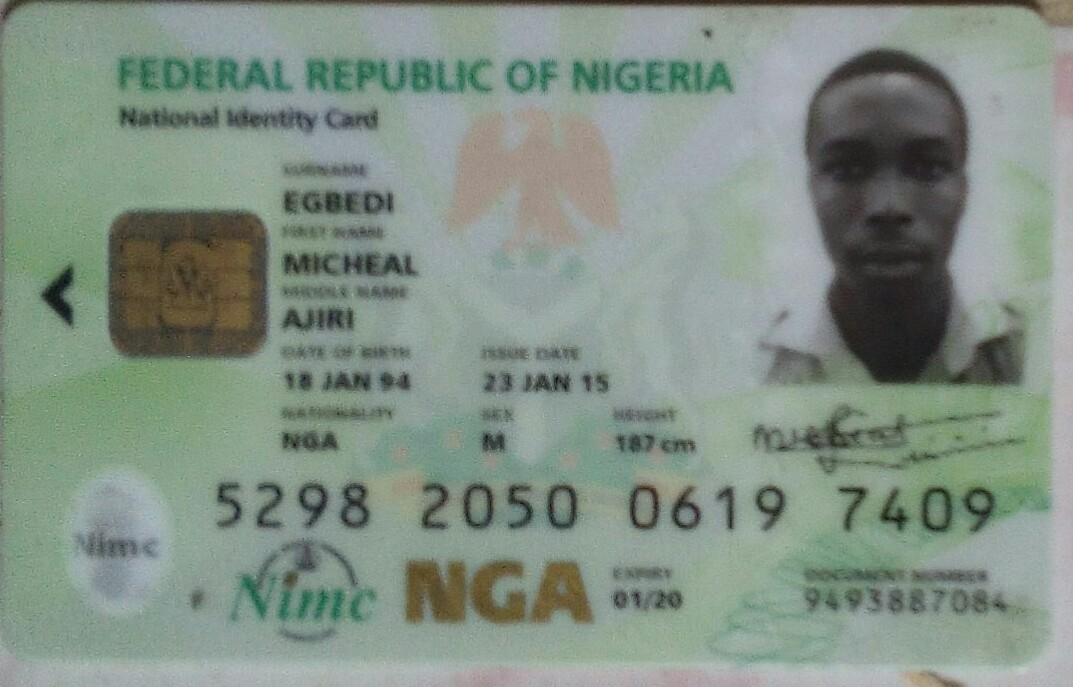 FEDERAL REPUBLIC OF NIGERIA
National Identity Card
SURNAME
EGBEDI
FIRST NAME
MICHEAL
MIDDLE NAME
AJIRI
DATE OF BIRTH ISSUE DATE
18 JAN 94 23 JAN 15
NATIONALITY SEX HEIGHT
NGA M 187 cm
5298 2050 0619 7409
Nimc
Nimc NGA EXPIRY DOCUMENT NUMBER
01/20 9493887084